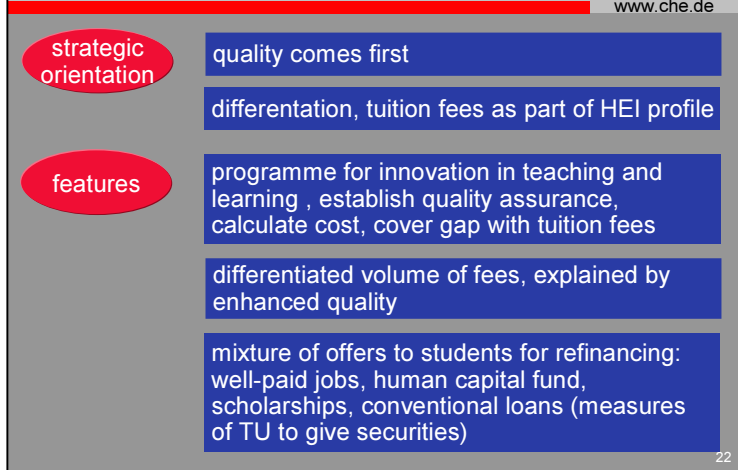 www.che.de
strategic
orientation
quality comes first
differentation, tuition fees as part of HEI profile
features
programme for innovation in teaching and
learning , establish quality assurance,
calculate cost, cover gap with tuition fees
differentiated volume of fees, explained by
enhanced quality
mixture of offers to students for refinancing:
well-paid jobs, human capital fund,
scholarships, conventional loans (measures
of TU to give securities)
22